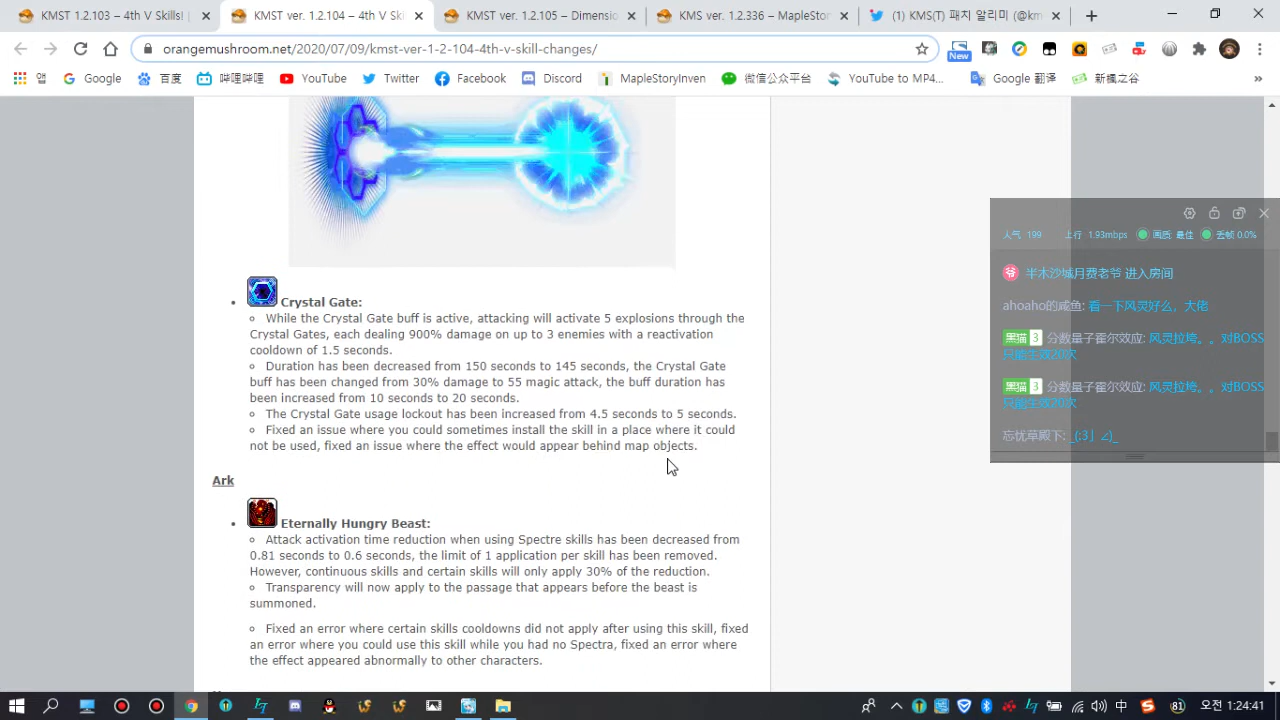 KMST ver. 1.2.103 – 4th V Skills! |
KMST ver. 1.2.104 – 4th V Ski
KMST ver. 1.2.105 – Dimensio
KMS ver. 1.2.336 – MapleStor
(1) KMS(T) 패치 알리미 (@km
orangemushroom.net/2020/07/09/kmst-ver-1-2-104-4th-v-skill-changes/
New
앱
Google
百度
哔哩哔哩
YouTube
Twitter
Facebook
Discord
MapleStoryInven
微信公众平台
YouTube to MP4...
Google 翻译
新楓之谷
»
Crystal Gate:
While the Crystal Gate buff is active, attacking will activate 5 explosions through the
Crystal Gates, each dealing 900% damage on up to 3 enemies with a reactivation
cooldown of 1.5 seconds.
Duration has been decreased from 150 seconds to 145 seconds, the Crystal Gate
buff has been changed from 30% damage to 55 magic attack, the buff duration has
been increased from 10 seconds to 20 seconds.
The Crystal Gate usage lockout has been increased from 4.5 seconds to 5 seconds.
Fixed an issue where you could sometimes install the skill in a place where it could
not be used, fixed an issue where the effect would appear behind map objects.
Ark
Eternally Hungry Beast:
Attack activation time reduction when using Spectre skills has been decreased from
0.81 seconds to 0.6 seconds, the limit of 1 application per skill has been removed.
However, continuous skills and certain skills will only apply 30% of the reduction.
Transparency will now apply to the passage that appears before the beast is
summoned.
Fixed an error where certain skills cooldowns did not apply after using this skill, fixed
an error where you could use this skill while you had no Spectra, fixed an error where
the effect appeared abnormally to other characters.
人气 199 上行 1.93mbps 画质 最佳 丢帧 0.0%
爷 半木沙城月费老爷 进入房间
ahoaho的咸鱼: 看一下风灵好么，大佬
黑猫 3 分数量子霍尔效应: 风灵拉垮。。对BOSS
只能生效20次
黑猫 3 分数量子霍尔效应: 风灵拉垮。。对BOSS
只能生效20次
忘忧草殿下: _(:3」∠)_
中
오전 1:24:41